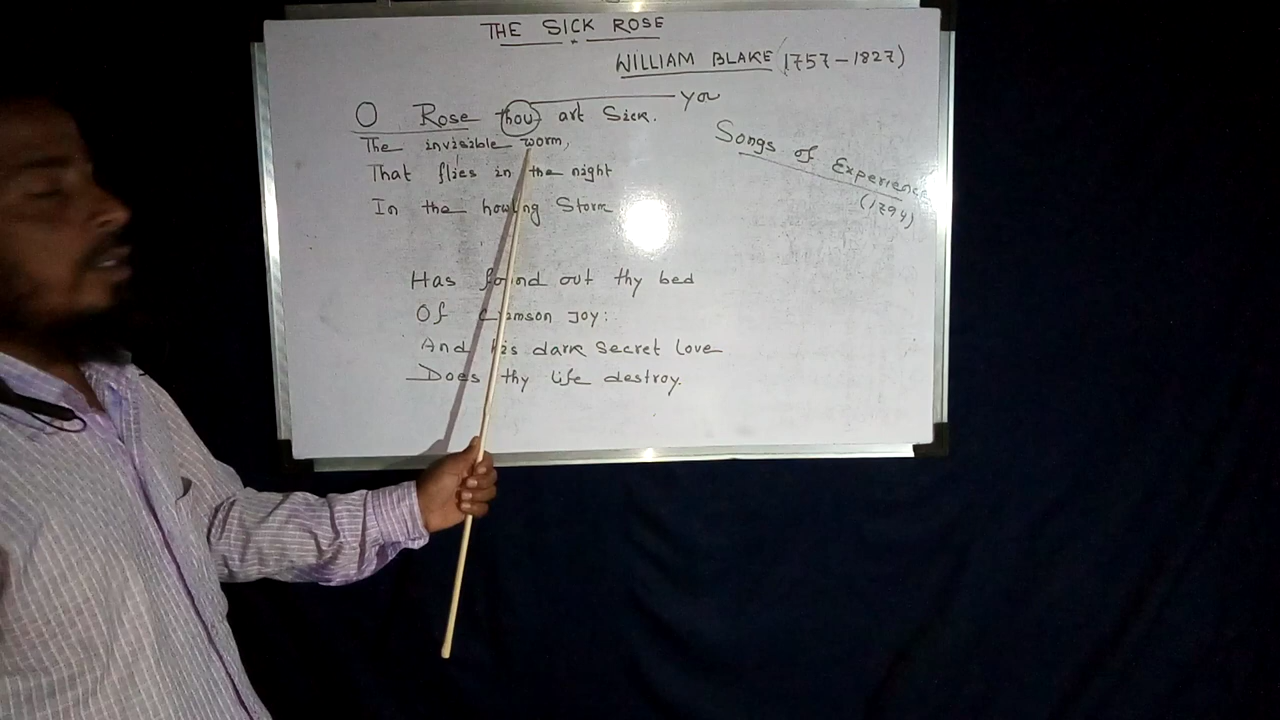 THE SICK ROSE
WILLIAM BLAKE (1757-1827)
O Rose thou art Sick. you
The invisible worm,
That flies in the night
In the howling Storm
Songs of Experience
(1794)
Has found out thy bed
Of crimson Joy:
And his dark secret love
Does thy life destroy.